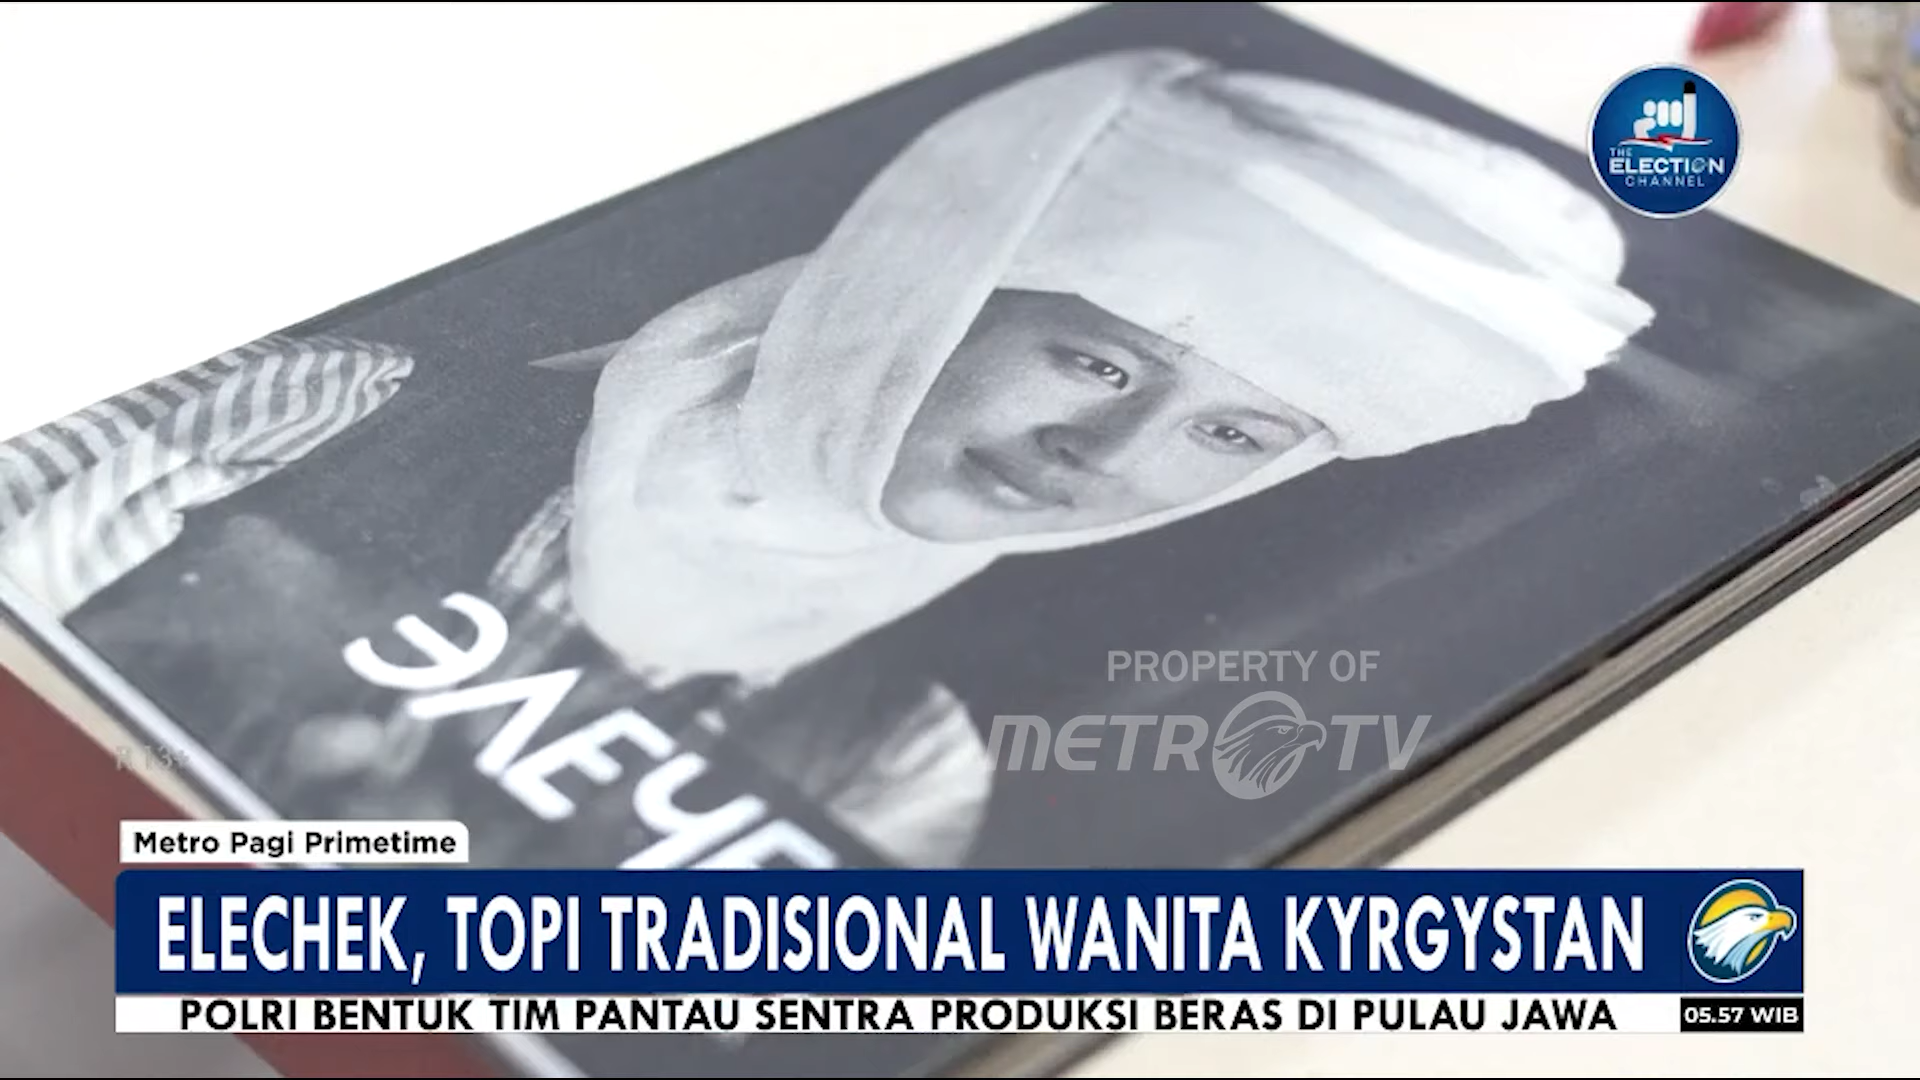 THE
ELECTION
CHANNEL
ЭЛЕЧЕ
PROPERTY OF
METRO TV
R 13+
Metro Pagi Primetime
ELECHEK, TOPI TRADISIONAL WANITA KYRGYSTAN
POLRI BENTUK TIM PANTAU SENTRA PRODUKSI BERAS DI PULAU JAWA
05.57 WIB